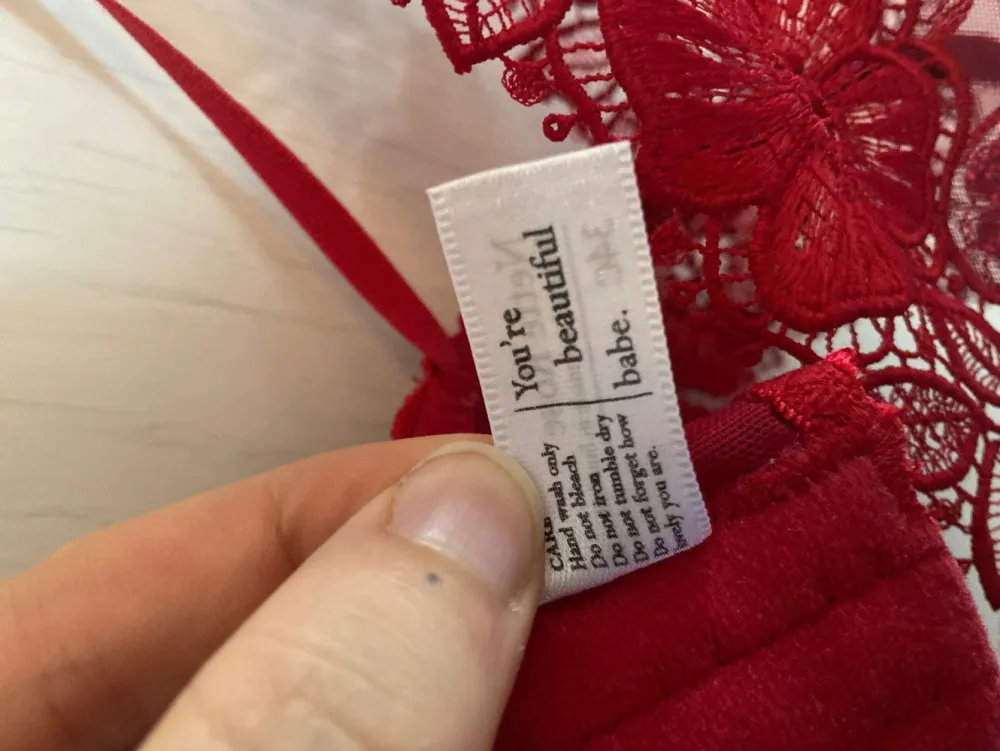 You're
beautiful
babe.
CARE
Hand wash only
Do not bleach
Do not iron
Do not tumble dry
Do not forget how
lovely you are.